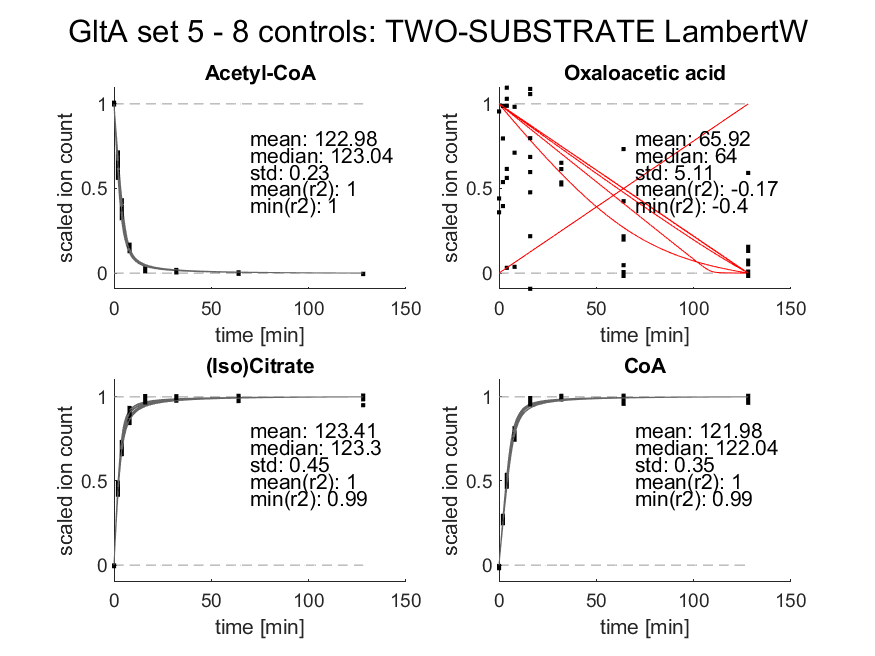 GltA set 5 - 8 controls: TWO-SUBSTRATE LambertW
Acetyl-CoA
scaled ion count
1
0.5
0
mean: 122.98
median: 123.04
std: 0.23
mean(r2): 1
min(r2): 1
0 50 100 150
time [min]
Oxaloacetic acid
scaled ion count
1
0.5
0
mean: 65.92
median: 64
std: 5.11
mean(r2): -0.17
min(r2): -0.4
0 50 100 150
time [min]
(Iso)Citrate
scaled ion count
1
0.5
0
mean: 123.41
median: 123.3
std: 0.45
mean(r2): 1
min(r2): 0.99
0 50 100 150
time [min]
CoA
scaled ion count
1
0.5
0
mean: 121.98
median: 122.04
std: 0.35
mean(r2): 1
min(r2): 0.99
0 50 100 150
time [min]